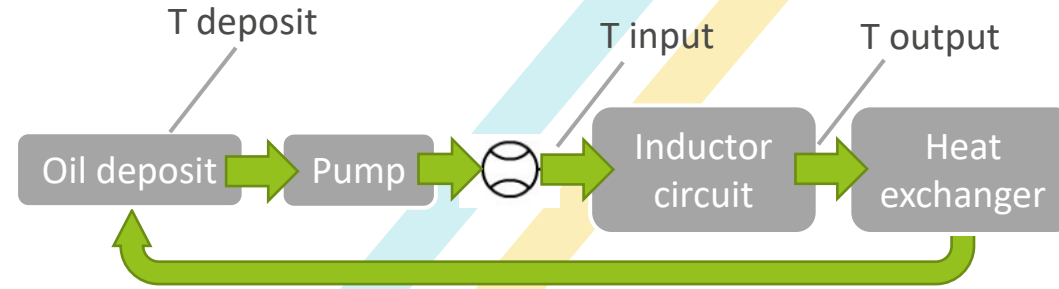 T deposit
T input
T output
Oil deposit
Pump
Inductor
circuit
Heat
exchanger